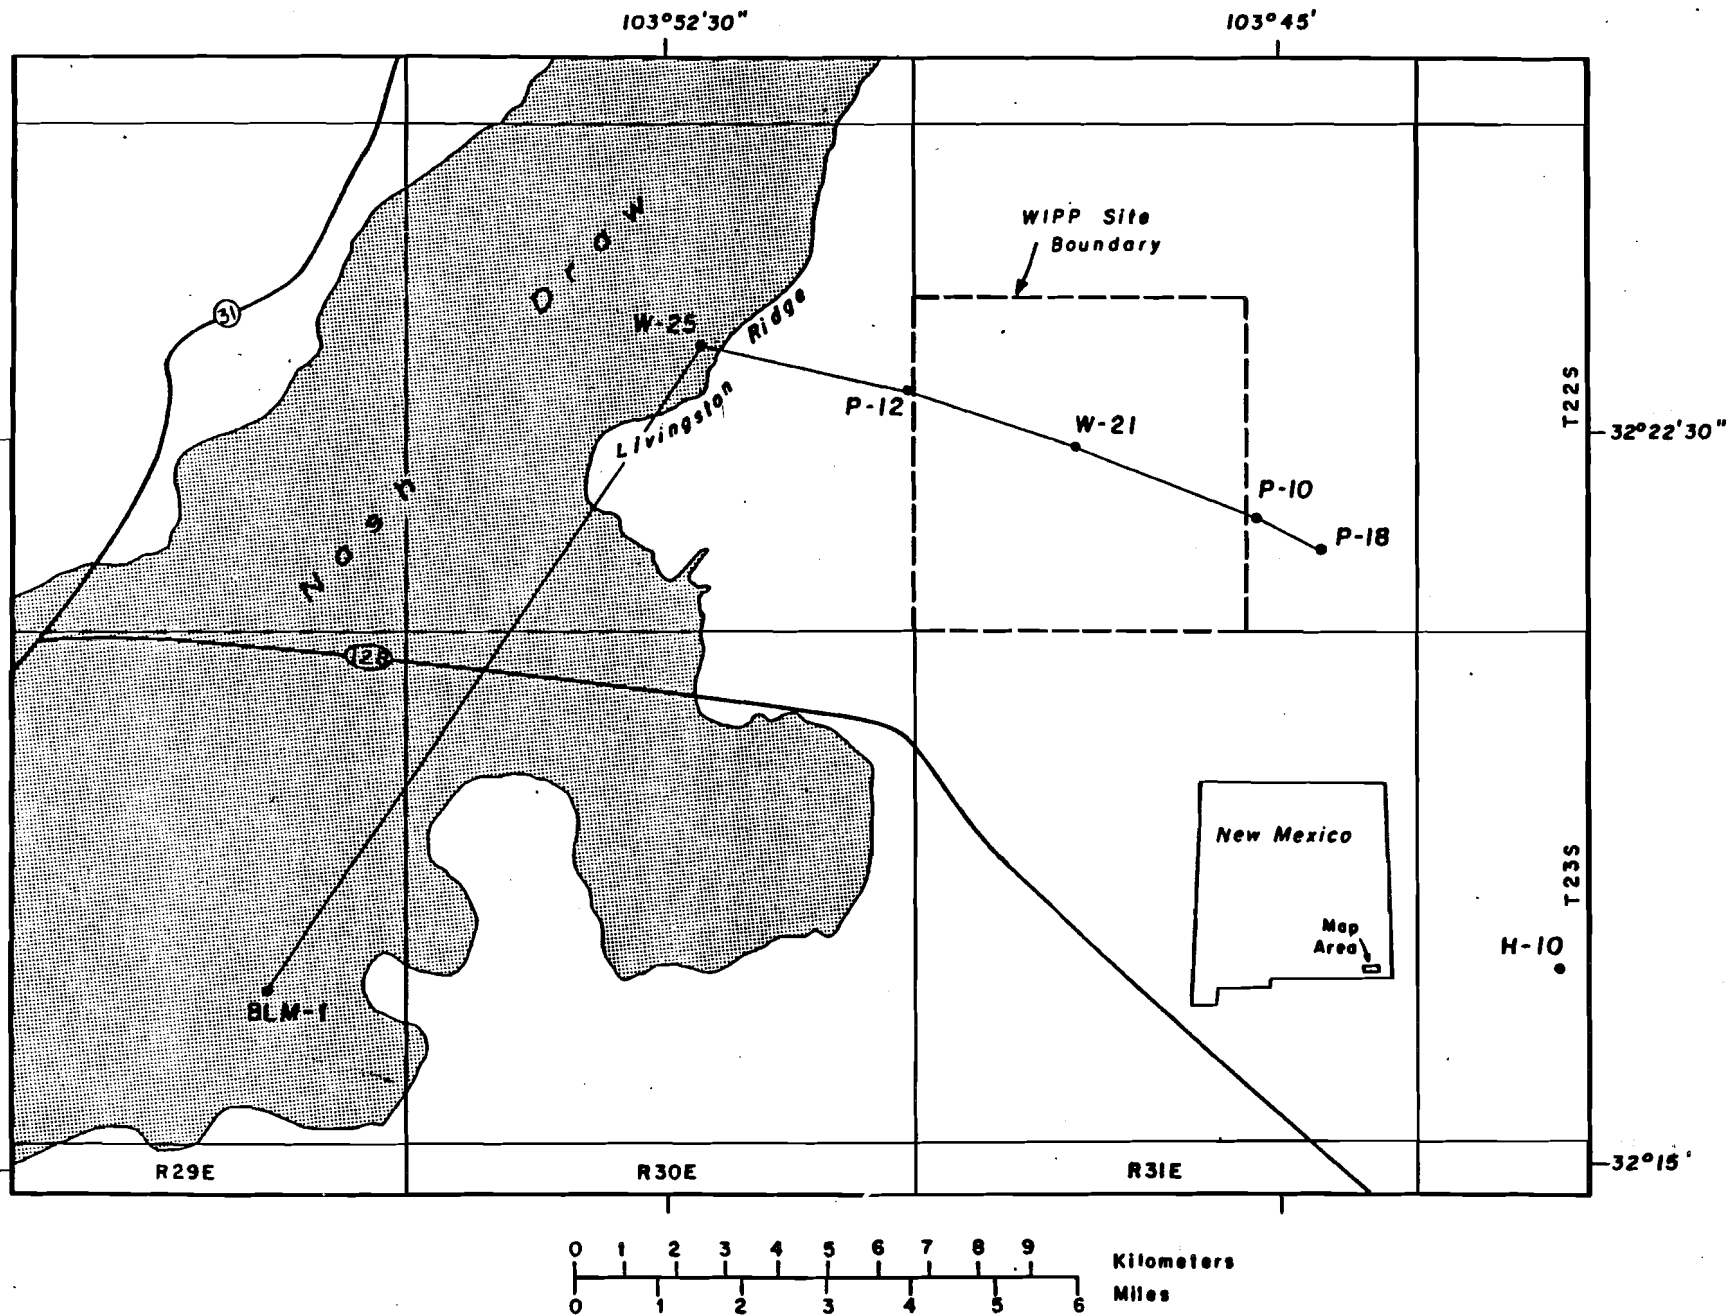 103°52'30"
103°45'
WIPP Site
Boundary
Draw
31
W-25
Ridge
Livingston
P-12
W-21
T22S
32°22'30"
P-10
P-18
Nash
128
New Mexico
T23S
Map
Area
H-10
BLM-1
R29E
R30E
R31E
32°15'
0 1 2 3 4 5 6 7 8 9
Kilometers
Miles
0 1 2 3 4 5 6